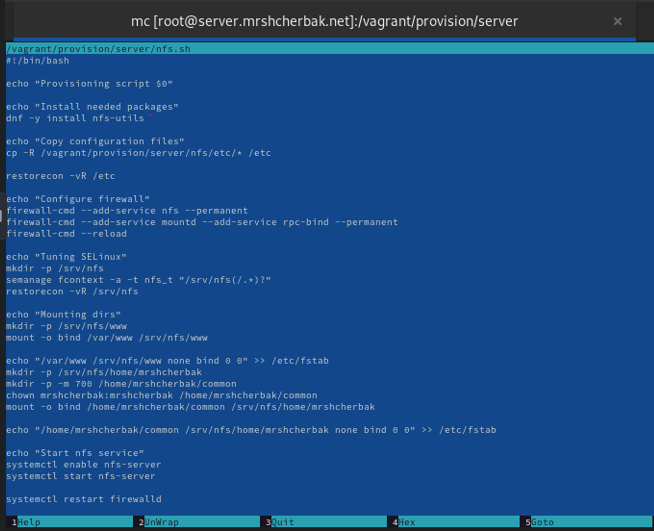 mc [root@server.mrshcherbak.net]:/vagrant/provision/server
×
/vagrant/provision/server/nfs.sh
#!/bin/bash
echo "Provisioning script $0"
echo "Install needed packages"
dnf -y install nfs-utils
echo "Copy configuration files"
cp -R /vagrant/provision/server/nfs/etc/* /etc
restorecon -vR /etc
echo "Configure firewall"
firewall-cmd --add-service nfs --permanent
firewall-cmd --add-service mountd --add-service rpc-bind --permanent
firewall-cmd --reload
echo "Tuning SELinux"
mkdir -p /srv/nfs
semanage fcontext -a -t nfs_t "/srv/nfs(/.*)?"
restorecon -vR /srv/nfs
echo "Mounting dirs"
mkdir -p /srv/nfs/www
mount -o bind /var/www /srv/nfs/www
echo "/var/www /srv/nfs/www none bind 0 0" >> /etc/fstab
mkdir -p /srv/nfs/home/mrshcherbak
mkdir -p -m 700 /home/mrshcherbak/common
chown mrshcherbak:mrshcherbak /home/mrshcherbak/common
mount -o bind /home/mrshcherbak/common /srv/nfs/home/mrshcherbak
echo "/home/mrshcherbak/common /srv/nfs/home/mrshcherbak none bind 0 0" >> /etc/fstab
echo "Start nfs service"
systemctl enable nfs-server
systemctl start nfs-server
systemctl restart firewalld
1Help 2UnWrap 3Quit 4Hex 5Goto